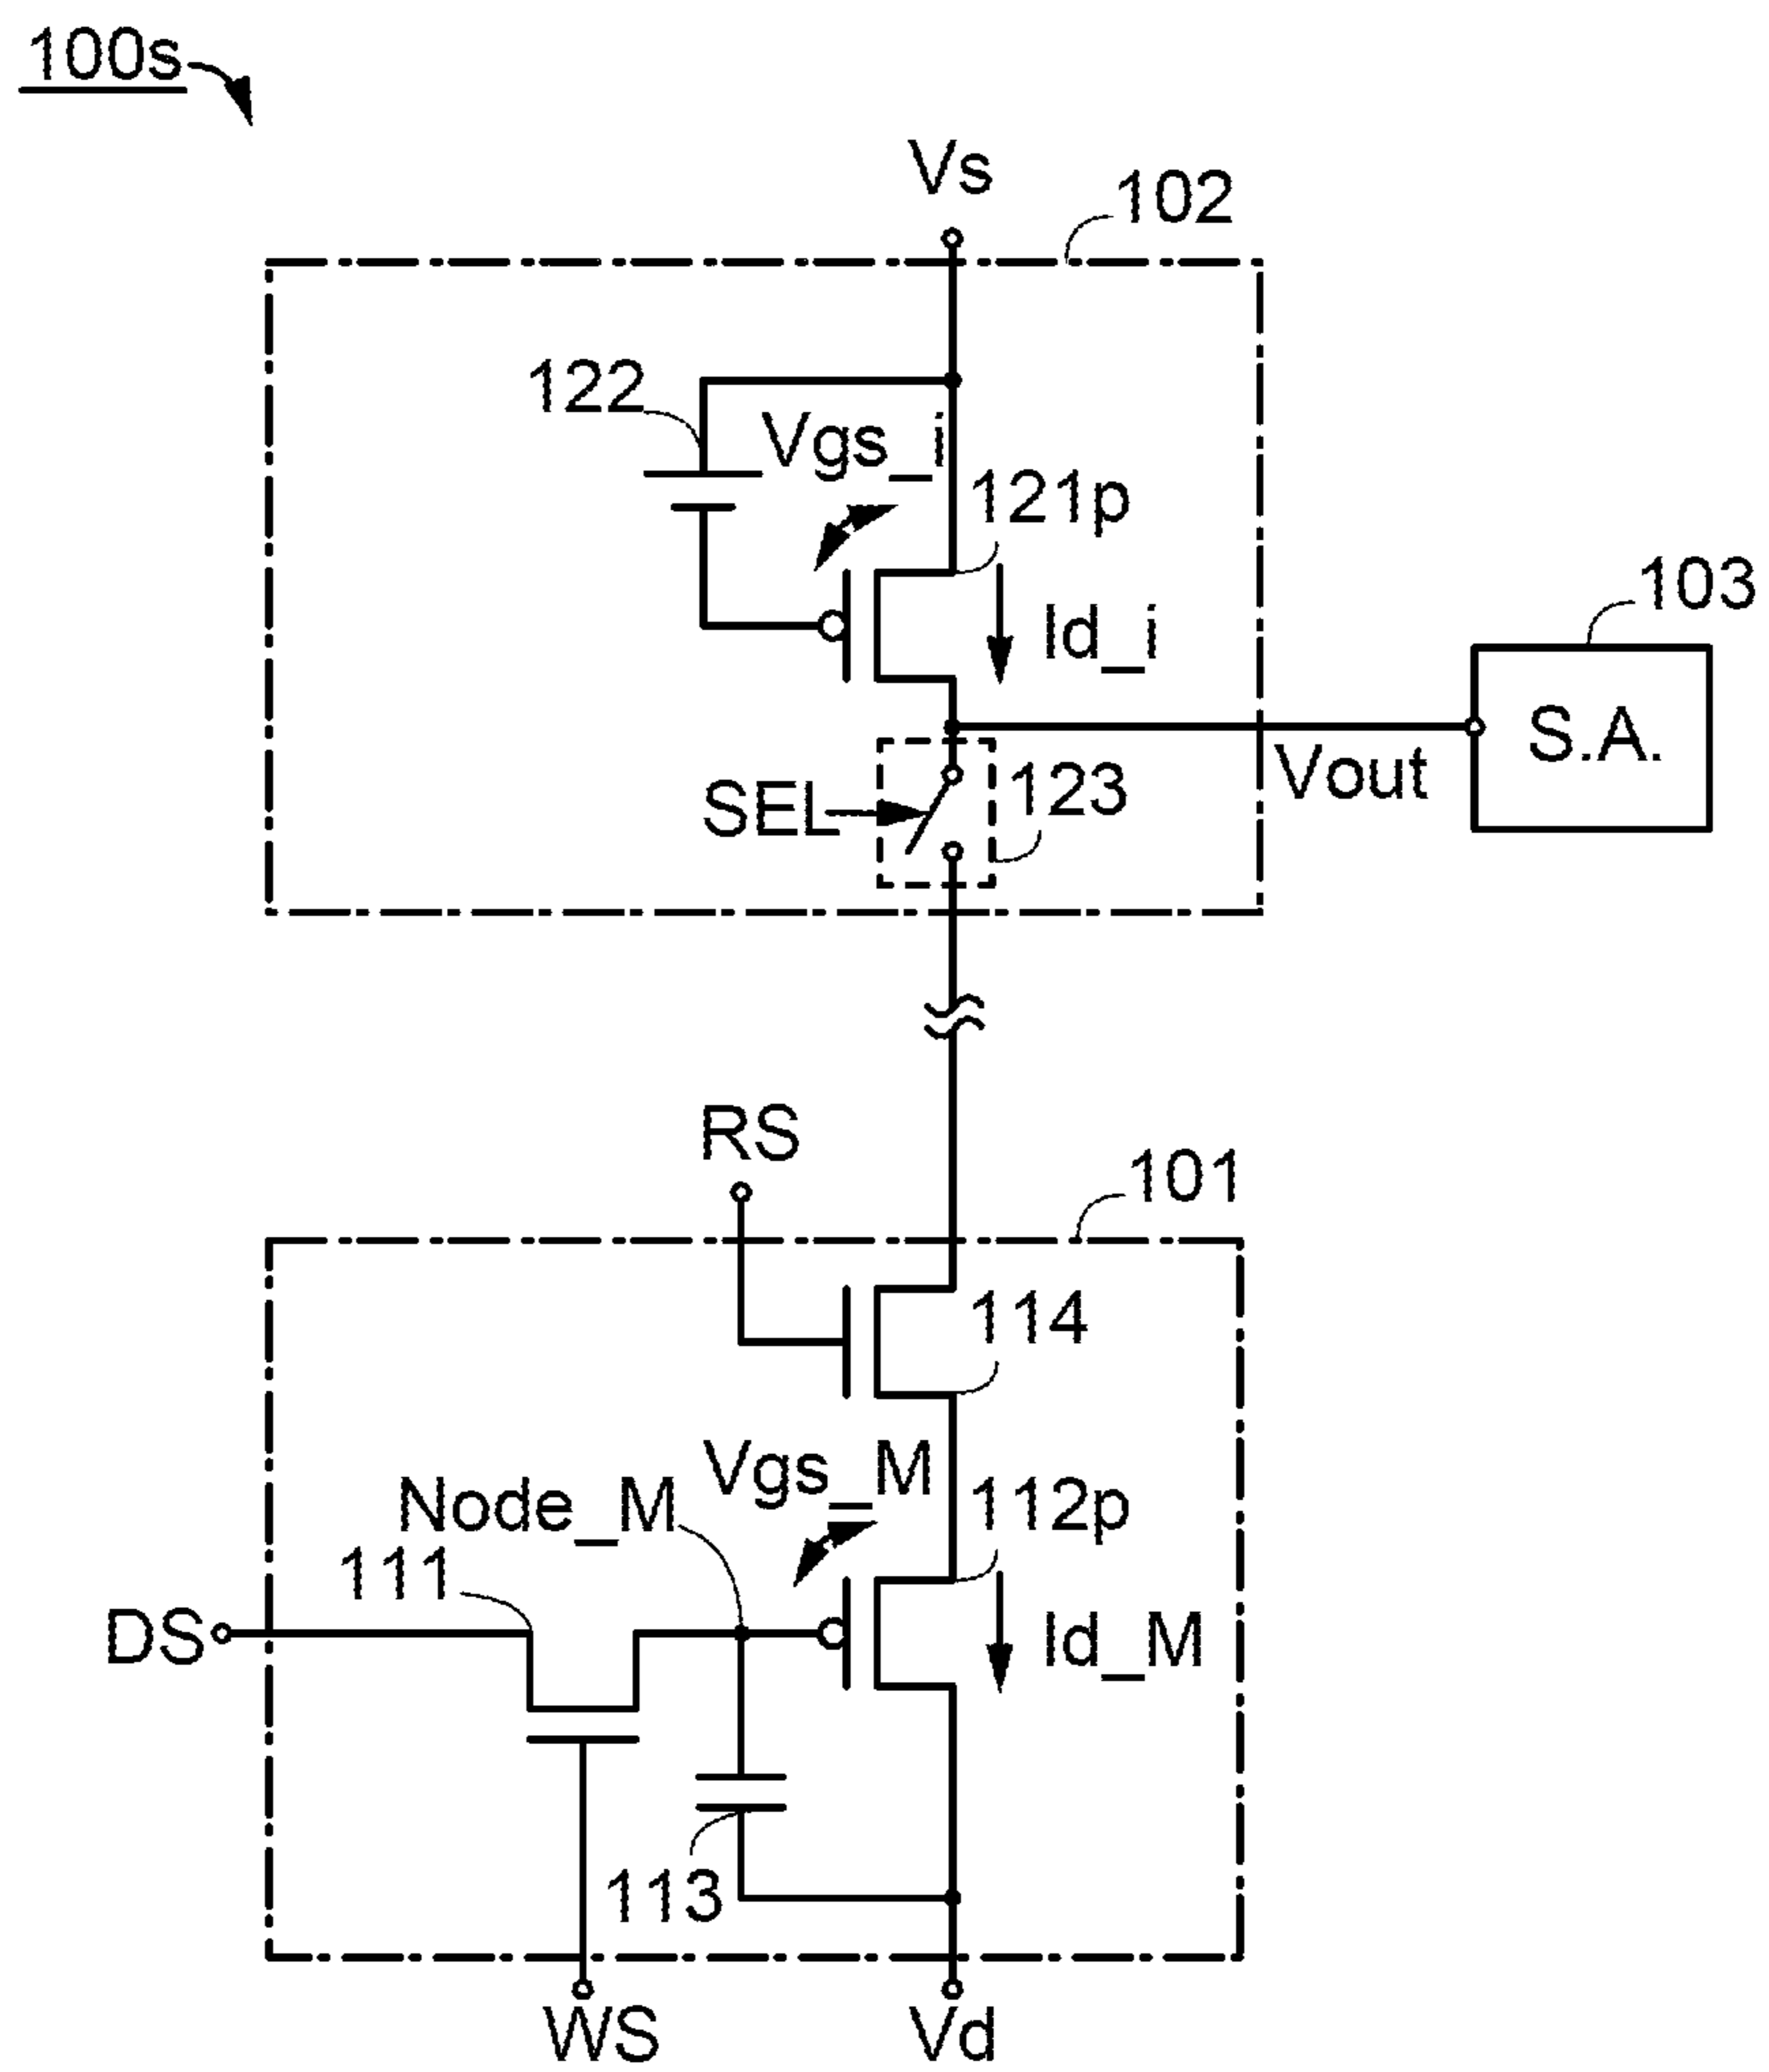 100s
Vs
102
122
Vgs_i
121p
Id_i
103
S.A.
Vout
SEL
123
RS
101
114
Vgs_M
Node_M
112p
111
DS
Id_M
113
WS
Vd